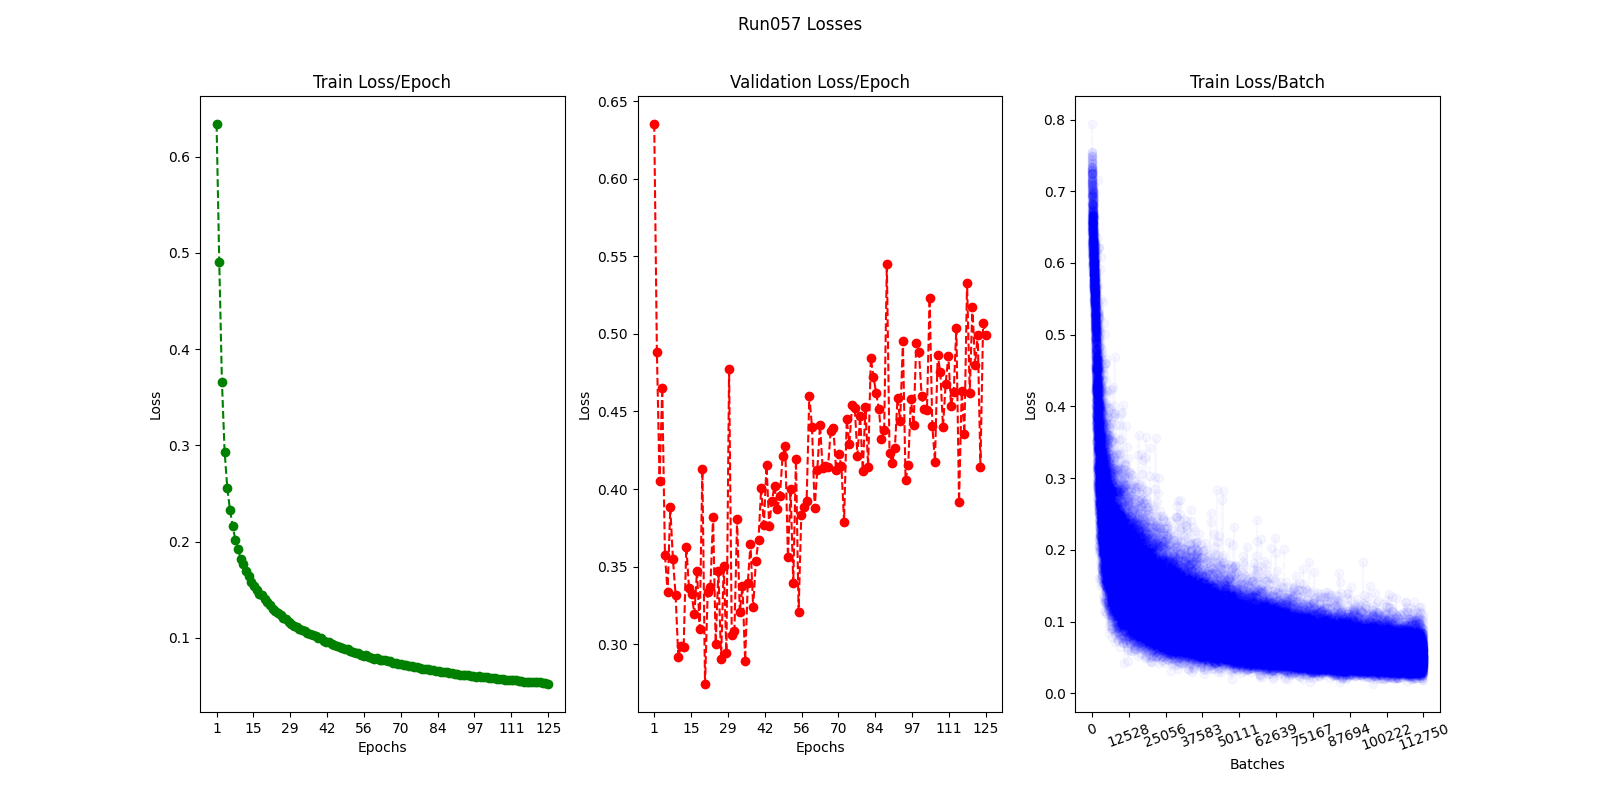 Run057 Losses
Train Loss/Epoch
Loss
0.6
0.5
0.4
0.3
0.2
0.1
1 15 29 42 56 70 84 97 111 125
Epochs
Validation Loss/Epoch
Loss
0.65
0.60
0.55
0.50
0.45
0.40
0.35
0.30
1 15 29 42 56 70 84 97 111 125
Epochs
Train Loss/Batch
Loss
0.8
0.7
0.6
0.5
0.4
0.3
0.2
0.1
0.0
0 12528 25056 37583 50111 62639 75167 87694 100222 112750
Batches